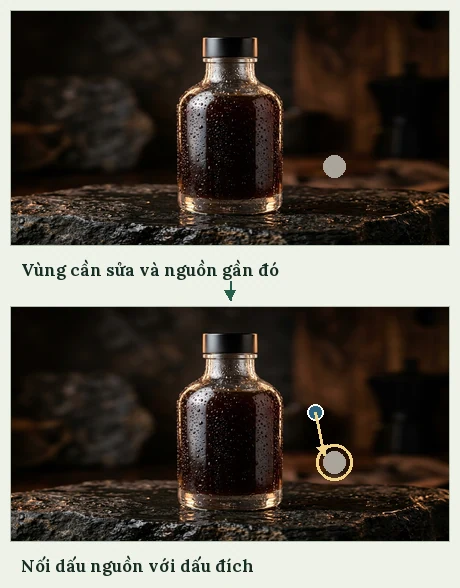 Vùng cần sửa và nguồn gần đó
Nối dấu nguồn với dấu đích